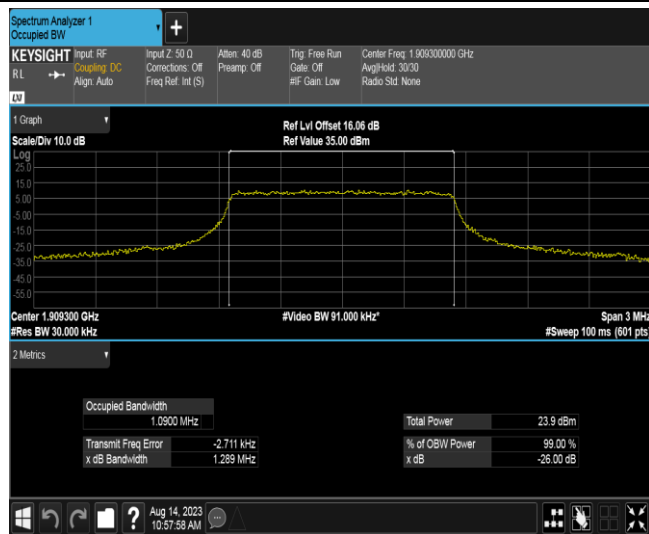 Spectrum Analyzer 1
Occupied BW
+
KEYSIGHT Input: RF Input Z: 50 Ω Atten: 40 dB Trig: Free Run Center Freq: 1.909300000 GHz
RL Coupling: DC Corrections: Off Preamp: Off Gate: Off Avg|Hold: 30/30
Align: Auto Freq Ref: Int (S) #IF Gain: Low Radio Std: None
LXI
1 Graph
Ref Lvl Offset 16.06 dB
Scale/Div 10.0 dB Ref Value 35.00 dBm
Log
25.0
15.0
5.00
-5.00
-15.0
-25.0
-35.0
-45.0
-55.0
Center 1.909300 GHz #Video BW 91.000 kHz* Span 3 MHz
#Res BW 30.000 kHz #Sweep 100 ms (601 pts)
2 Metrics
Occupied Bandwidth
1.0900 MHz Total Power 23.9 dBm
Transmit Freq Error -2.711 kHz % of OBW Power 99.00 %
x dB Bandwidth 1.289 MHz x dB -26.00 dB
? Aug 14, 2023
10:57:58 AM